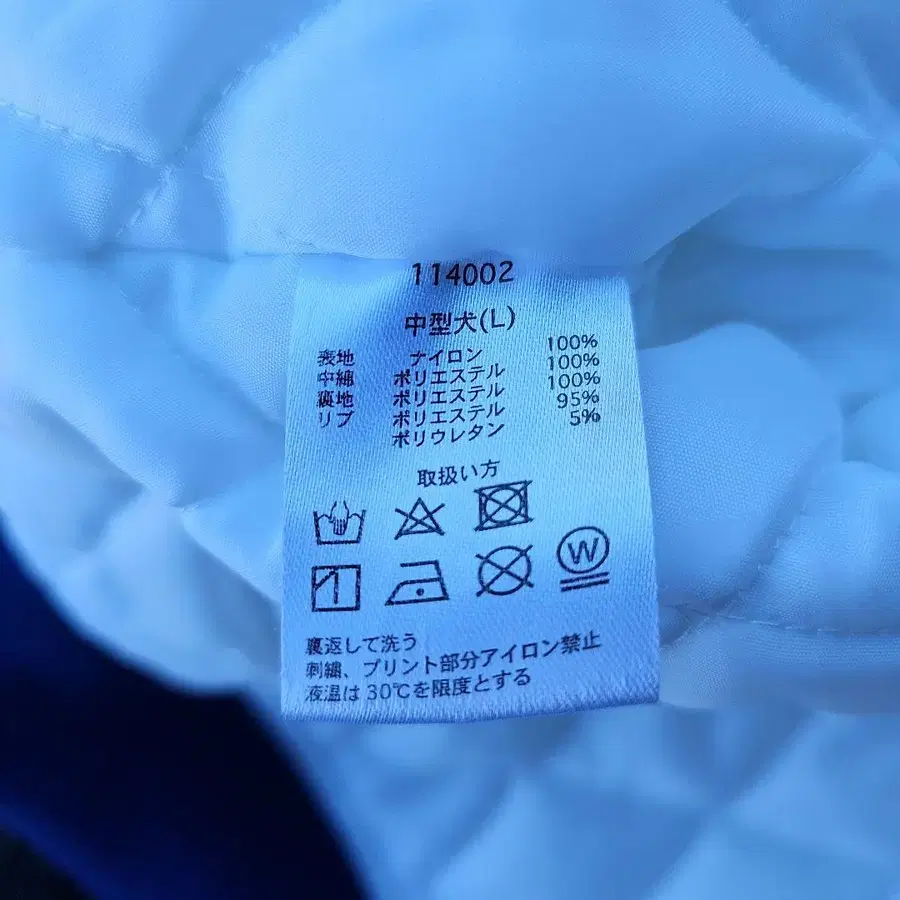 114002
中型犬(L)
表地 ナイロン 100%
中綿 ポリエステル 100%
裏地 ポリエステル 100%
リブ ポリエステル 95%
ポリウレタン 5%
取扱い方
W
裏返して洗う
刺繍、プリント部分アイロン禁止
液温は30℃を限度とする